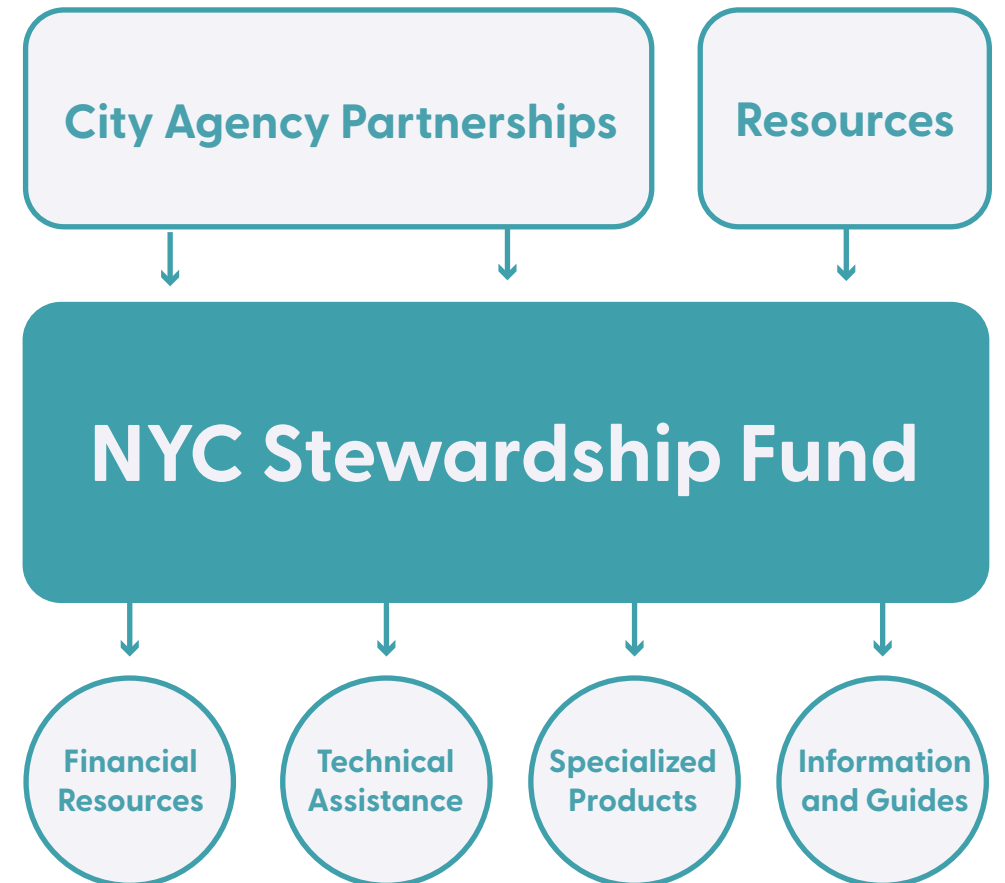 City Agency Partnerships
Resources
NYC Stewardship Fund
Financial
Resources
Technical
Assistance
Specialized
Products
Information
and Guides